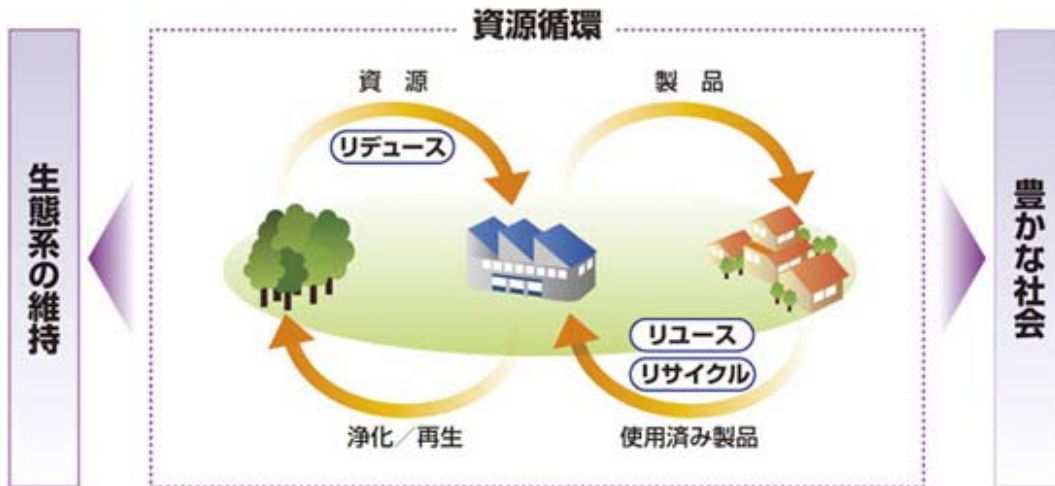 資源循環
資 源
製 品
リデュース
生態系の維持
豊かな社会
リユース
リサイクル
浄化／再生
使用済み製品